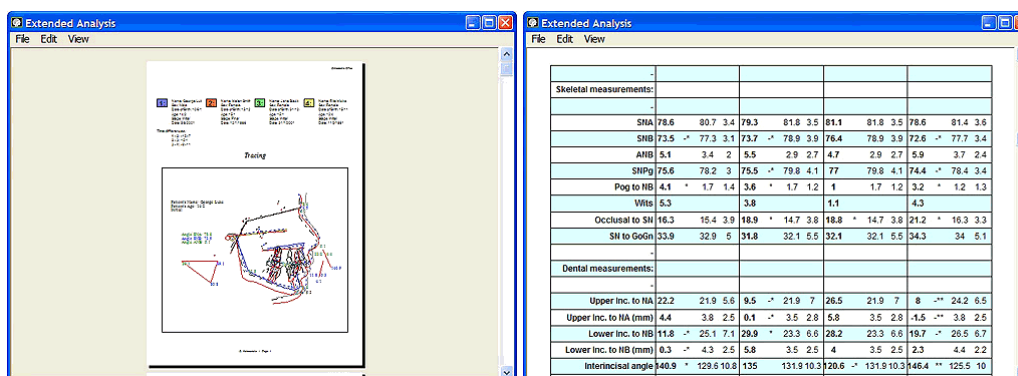 Extended Analysis
File Edit View
Tracing
Extended Analysis
File Edit View
-
Skeletal measurements:
-
SNA 78.6 80.7 3.4 79.3 81.8 3.5 81.1 81.8 3.5 78.6 81.4 3.6
SNB 73.5 -* 77.3 3.1 73.7 -* 78.9 3.9 76.4 78.9 3.9 72.6 -* 77.7 3.4
ANB 5.1 3.4 2 5.5 2.9 2.7 4.7 2.9 2.7 5.9 3.7 2.4
SNPg 75.6 78.2 3 75.5 -* 79.8 4.1 77 79.8 4.1 74.4 -* 78.4 3.4
Pog to NB 4.1 * 1.7 1.4 3.6 * 1.7 1.2 1 1.7 1.2 3.2 * 1.2 1.3
Wits 5.3 3.8 1.1 4.3
Occlusal to SN 16.3 15.4 3.9 18.9 * 14.7 3.8 18.8 * 14.7 3.8 21.2 * 16.3 3.3
SN to GoGn 33.9 32.9 5 31.8 32.1 5.5 32.1 32.1 5.5 34.3 34 5.1
-
Dental measurements:
-
Upper Inc. to NA 22.2 21.9 5.6 9.5 -* 21.9 7 26.5 21.9 7 8 -** 24.2 6.5
Upper Inc. to NA (mm) 4.4 3.8 2.5 0.1 -* 3.5 2.8 5.8 3.5 2.8 -1.5 -** 3.8 2.5
Lower Inc. to NB 11.8 -* 25.1 7.1 29.9 * 23.3 6.6 28.2 23.3 6.6 19.7 -* 26.5 6.7
Lower Inc. to NB (mm) 0.3 -* 4.3 2.5 5.8 3.5 2.5 4 3.5 2.5 2.3 4.4 2.2
Interincisal angle 140.9 * 129.6 10.8 135 131.9 10.3 120.6 -* 131.9 10.3 146.4 ** 125.5 10